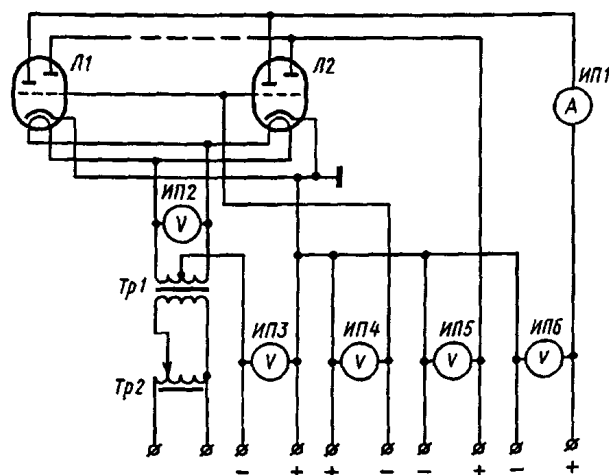 Л1
Л2
ИП1
А
ИП2
V
Тр1
ИП3
V
ИП4
V
ИП5
V
ИП6
V
Тр2
− + + − − + − +